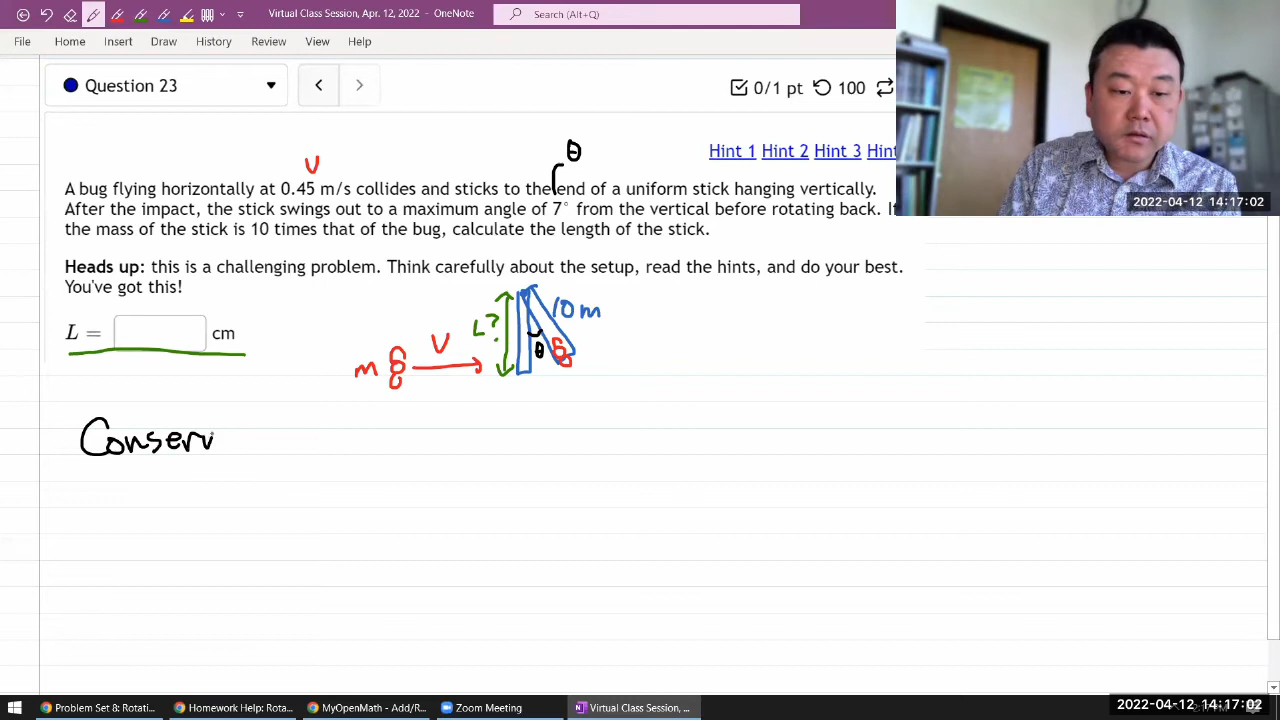 Virtual Class Session, Apr. 12, 2022 - OneNote
Search (Alt+Q)
File Home Insert Draw History Review View Help
Question 23
0/1 pt 100
θ
V
Hint 1 Hint 2 Hint 3 Hint
A bug flying horizontally at 0.45 m/s collides and sticks to the end of a uniform stick hanging vertically.
After the impact, the stick swings out to a maximum angle of 7° from the vertical before rotating back. If
the mass of the stick is 10 times that of the bug, calculate the length of the stick.
2022-04-12 14:17:02
Heads up: this is a challenging problem. Think carefully about the setup, read the hints, and do your best.
You've got this!
L = cm
10 m
L?
V
θ
m
Conserv
Problem Set & Rotati... Homework Help: Rota... MyOpenMath - Add/R... Zoom Meeting Virtual Class Session,...
2022-04-12 14:17:02